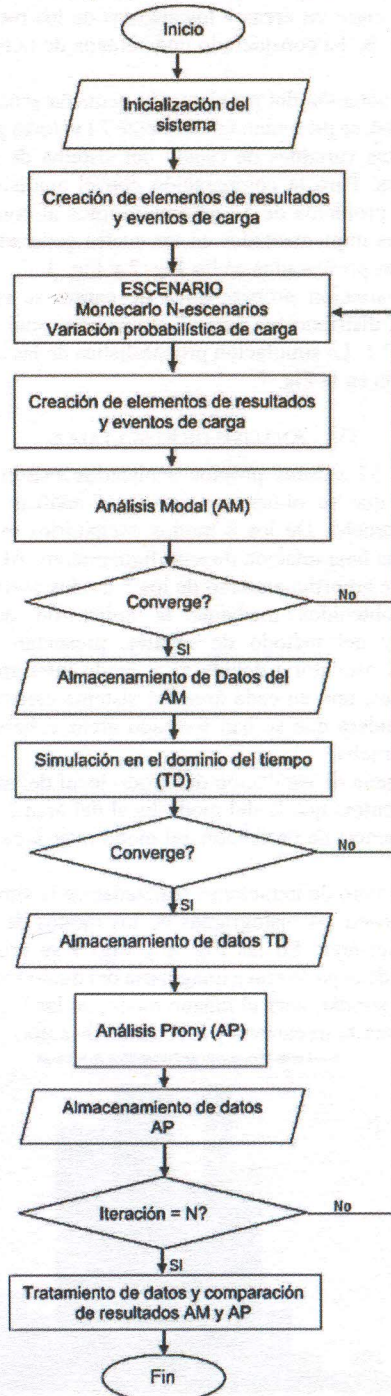 Inicio
Inicialización del
sistema
Creación de elementos de resultados
y eventos de carga
ESCENARIO
Montecarlo N-escenarios
Variación probabilística de carga
Creación de elementos de resultados
y eventos de carga
Análisis Modal (AM)
Converge?
No
SI
Almacenamiento de Datos del
AM
Simulación en el dominio del tiempo
(TD)
Converge?
No
SI
Almacenamiento de datos TD
Análisis Prony (AP)
Almacenamiento de datos
AP
Iteración = N?
No
SI
Tratamiento de datos y comparación
de resultados AM y AP
Fin